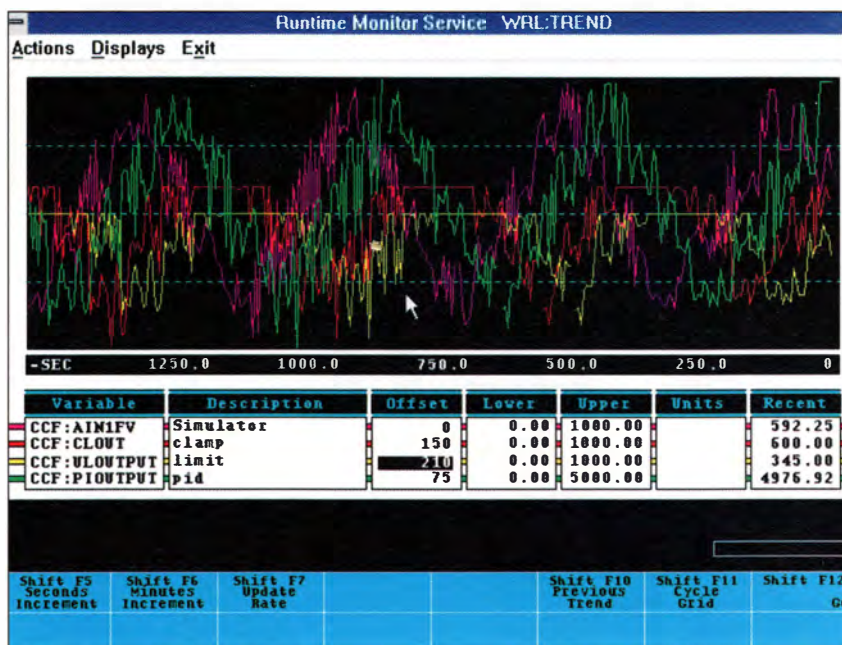 Runtime Monitor Service WRL:TREND
Actions Displays Exit
-SEC 1250.0 1000.0 750.0 500.0 250.0 0
Variable Description Offset Lower Upper Units Recent
CCF:AIN1FV Simulator 0 0.00 1000.00 592.25
CCF:CLOUT clamp 150 0.00 1000.00 600.00
CCF:ULOUTPUT limit 210 0.00 1000.00 345.00
CCF:PIOUTPUT pid 75 0.00 5000.00 4976.92
Shift F5 Shift F6 Shift F7 Shift F10 Shift F11 Shift F12
Seconds Minutes Update Previous Cycle
Increment Increment Rate Trend Grid